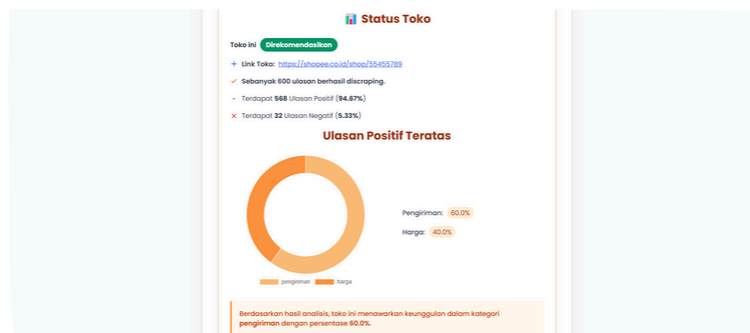 Status Toko
Toko ini Direkomendasikan
Link Toko: https://shopee.co.id/shop/55455789
Sebanyak 600 ulasan berhasil discraping.
Terdapat 568 Ulasan Positif (94.67%)
Terdapat 32 Ulasan Negatif (5.33%)
Ulasan Positif Teratas
Pengiriman: 60.0%
Harga: 40.0%
pengiriman harga
Berdasarkan hasil analisis, toko ini menawarkan keunggulan dalam kategori
pengiriman dengan persentase 60.0%.